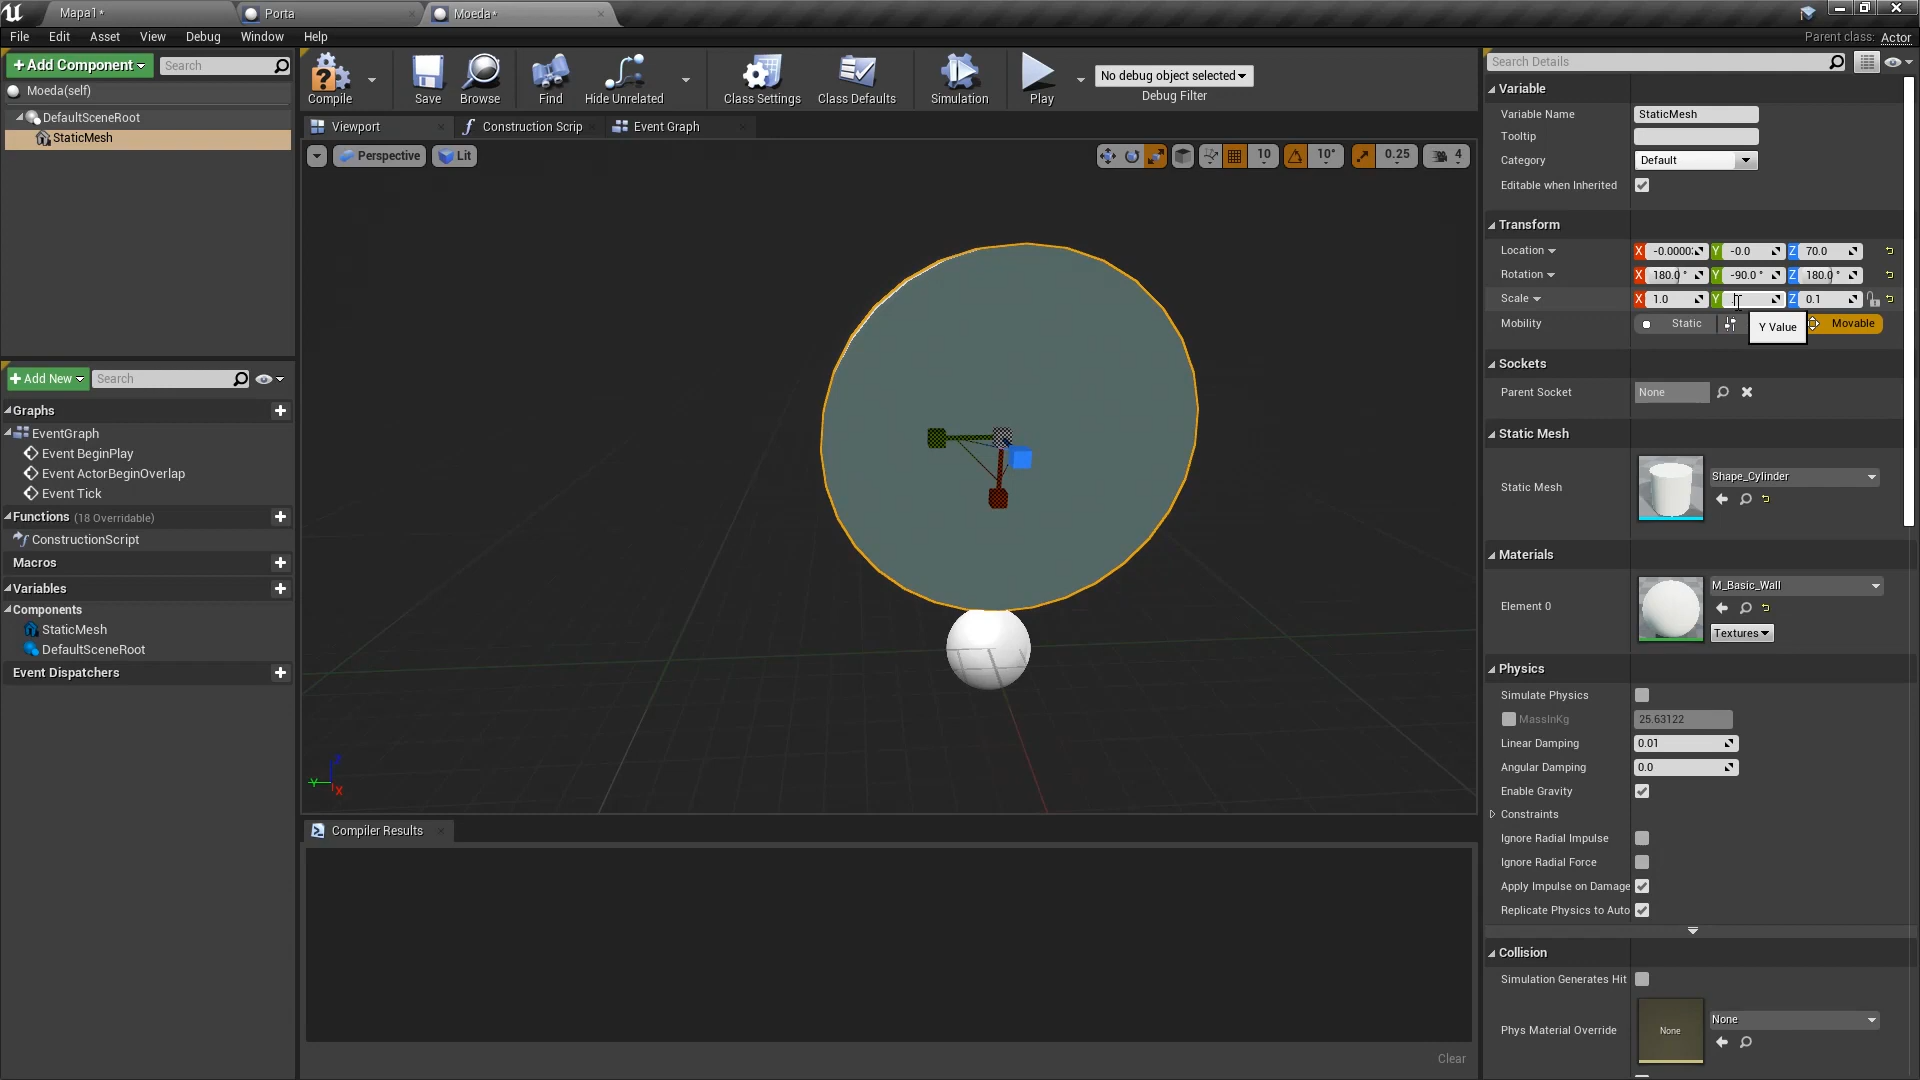 Mapa1*
Porta
Moeda*
File Edit Asset View Debug Window Help
Parent class: Actor
Add Component
Search
Moeda(self)
DefaultSceneRoot
StaticMesh
Compile
Save
Browse
Find
Hide Unrelated
Class Settings
Class Defaults
Simulation
Play
No debug object selected
Debug Filter
Viewport
Construction Scrip
Event Graph
Perspective
Lit
10
10°
0.25
4
Y
X
Add New
Search
Graphs
EventGraph
Event BeginPlay
Event ActorBeginOverlap
Event Tick
Functions (18 Overridable)
ConstructionScript
Macros
Variables
Components
StaticMesh
DefaultSceneRoot
Event Dispatchers
Compiler Results
Clear
Search Details
Variable
Variable Name StaticMesh
Tooltip
Category Default
Editable when Inherited
Transform
Location X -0.0000 Y -0.0 Z 70.0
Rotation X 180.0 ° Y -90.0 ° Z 180.0 °
Scale X 1.0 Y Z 0.1
Mobility Static Movable
Y Value
Sockets
Parent Socket None
Static Mesh
Static Mesh Shape_Cylinder
Materials
Element 0 M_Basic_Wall
Textures
Physics
Simulate Physics
MassInKg 25.63122
Linear Damping 0.01
Angular Damping 0.0
Enable Gravity
Constraints
Ignore Radial Impulse
Ignore Radial Force
Apply Impulse on Damage
Replicate Physics to Auto
Collision
Simulation Generates Hit
Phys Material Override None None